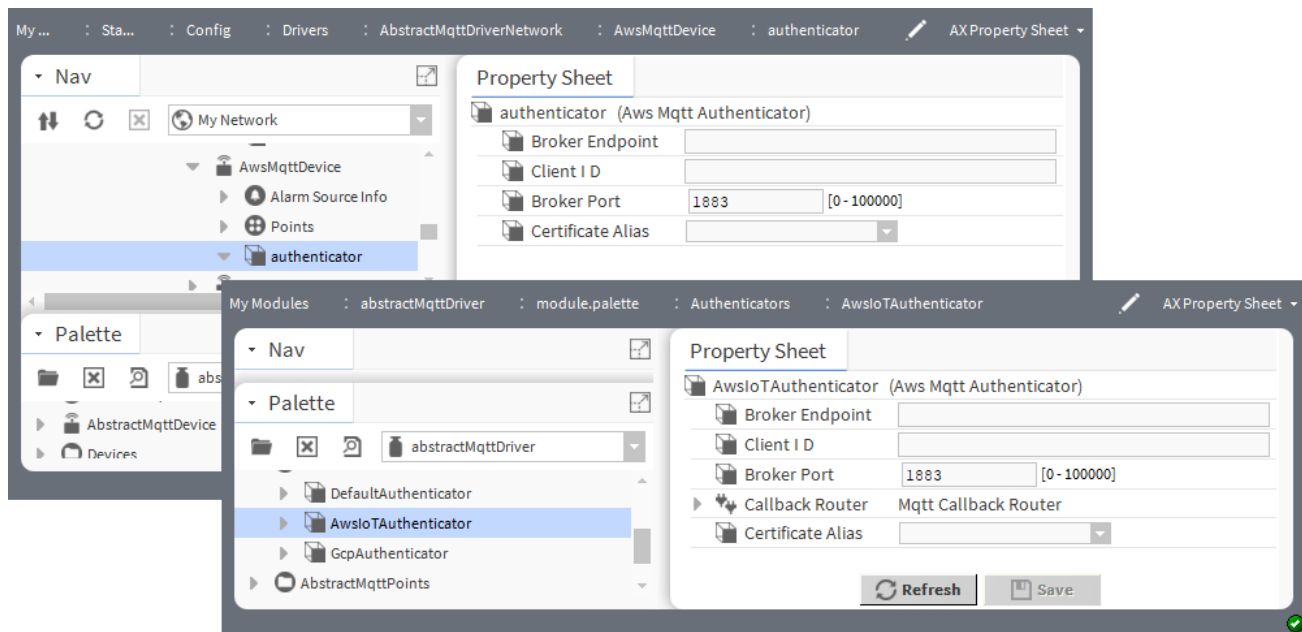 My ... : Sta... : Config : Drivers : AbstractMqttDriverNetwork : AwsMqttDevice : authenticator AX Property Sheet
Nav
My Network
AwsMqttDevice
Alarm Source Info
Points
authenticator
Property Sheet
authenticator (Aws Mqtt Authenticator)
Broker Endpoint
Client I D
Broker Port 1883 [0 - 100000]
Certificate Alias
Palette
abs
AbstractMqttDevice
Devices
My Modules : abstractMqttDriver : module.palette : Authenticators : AwsIoTAuthenticator AX Property Sheet
Nav
Palette
abstractMqttDriver
DefaultAuthenticator
AwsIoTAuthenticator
GcpAuthenticator
AbstractMqttPoints
Property Sheet
AwsIoTAuthenticator (Aws Mqtt Authenticator)
Broker Endpoint
Client I D
Broker Port 1883 [0 - 100000]
Callback Router Mqtt Callback Router
Certificate Alias
Refresh Save